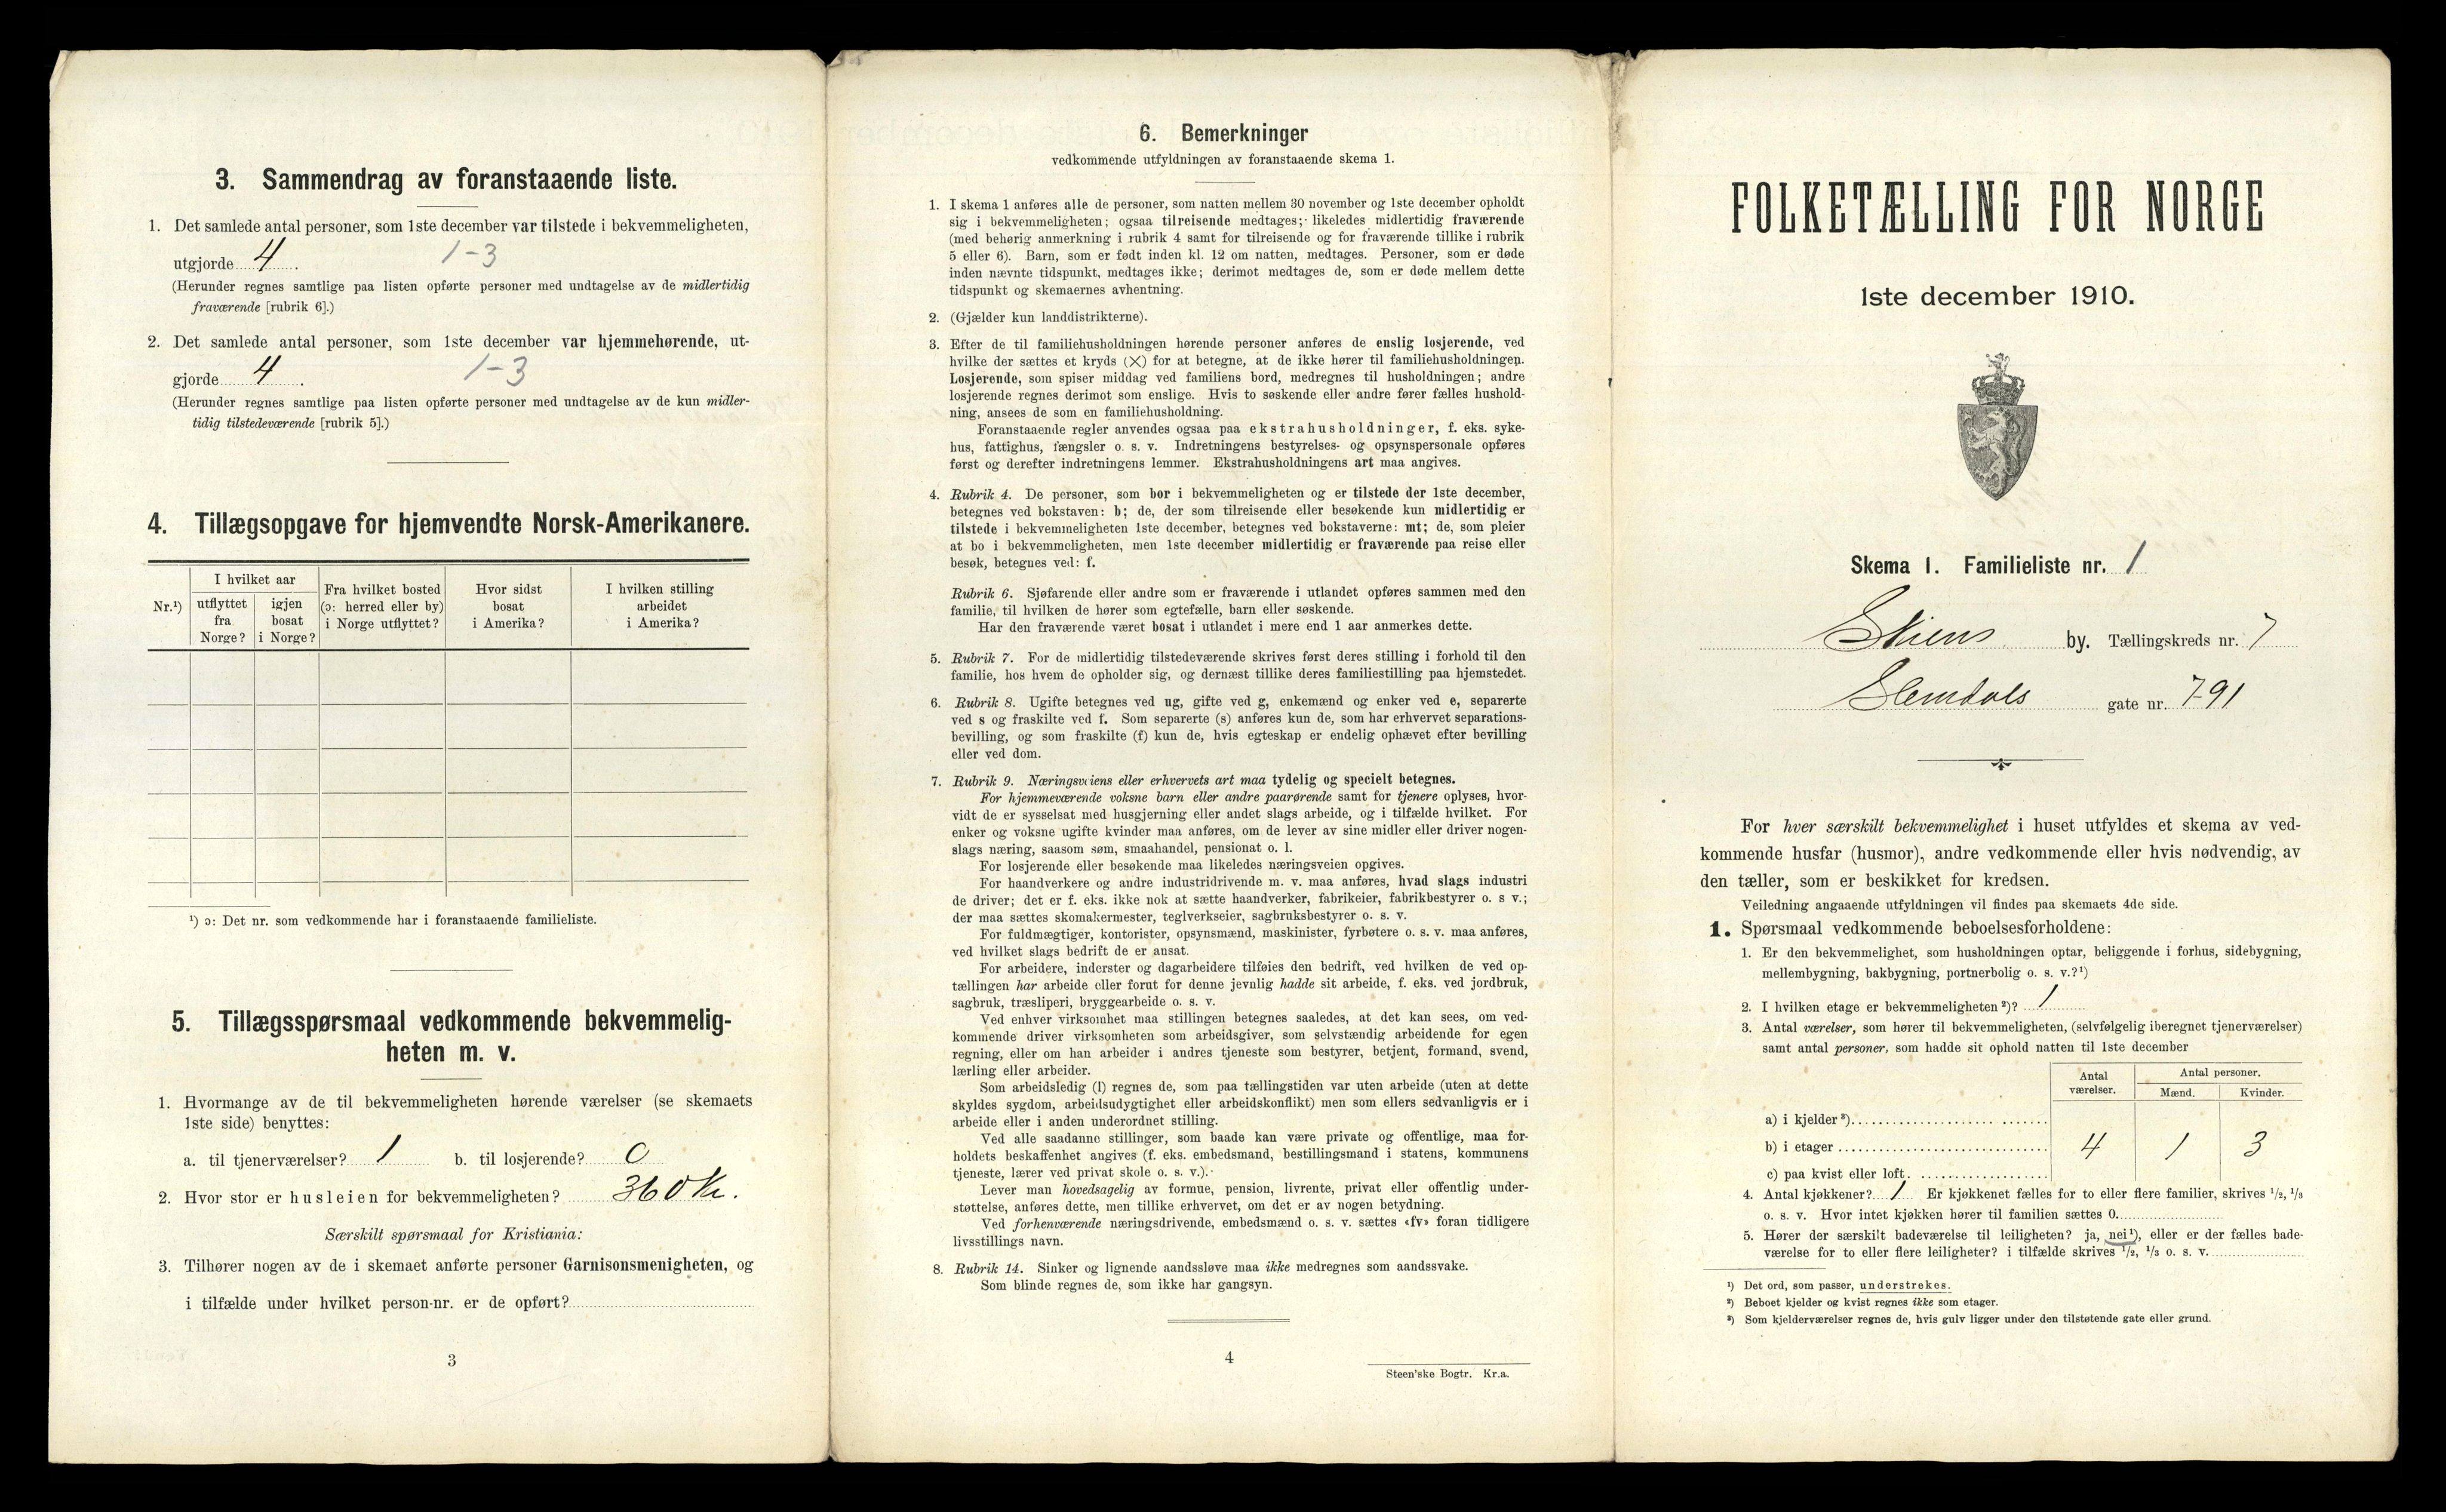 3. Sammendrag av foranstaaende liste.
1. Det samlede antal personer, som 1ste december var tilstede i bekvemmeligheten,
utgjorde 4. 1-3
(Herunder regnes samtlige paa listen opførte personer med undtagelse av de midlertidig
fraværende [rubrik 6].)
2. Det samlede antal personer, som 1ste december var hjemmehørende, ut-
gjorde 4. 1-3
(Herunder regnes samtlige paa listen opførte personer med undtagelse av de kun midler-
tidig tilstedeværende [rubrik 5].)
4. Tillægsopgave for hjemvendte Norsk-Amerikanere.
Nr.¹)
I hvilket aar
utflyttet
fra
Norge?
igjen
bosat
i Norge?
Fra hvilket bosted
(ɔ: herred eller by)
i Norge utflyttet?
Hvor sidst
bosat
i Amerika?
I hvilken stilling
arbeidet
i Amerika?
¹) ɔ: Det nr. som vedkommende har i foranstaaende familieliste.
5. Tillægsspørsmaal vedkommende bekvemmelig-
heten m. v.
1. Hvormange av de til bekvemmeligheten hørende værelser (se skemaets
1ste side) benyttes:
a. til tjenerværelser? 1 b. til losjerende? 0
2. Hvor stor er husleien for bekvemmeligheten? 360 Kr.
Særskilt spørsmaal for Kristiania:
3. Tilhører nogen av de i skemaet anførte personer Garnisonsmenigheten, og
i tilfælde under hvilket person-nr. er de opført?
3
6. Bemerkninger
vedkommende utfyldningen av foranstaaende skema 1.
1. I skema 1 anføres alle de personer, som natten mellem 30 november og 1ste december opholdt
sig i bekvemmeligheten; ogsaa tilreisende medtages; likeledes midlertidig fraværende
(med behørig anmerkning i rubrik 4 samt for tilreisende og for fraværende tillike i rubrik
5 eller 6). Barn, som er født inden kl. 12 om natten, medtages. Personer, som er døde
inden nævnte tidspunkt, medtages ikke; derimot medtages de, som er døde mellem dette
tidspunkt og skemaernes avhentning.
2. (Gjælder kun landdistrikterne).
3. Efter de til familiehusholdningen hørende personer anføres de enslig losjerende, ved
hvilke der sættes et kryds (×) for at betegne, at de ikke hører til familiehusholdningen.
Losjerende, som spiser middag ved familiens bord, medregnes til husholdningen; andre
losjerende regnes derimot som enslige. Hvis to søskende eller andre fører fælles hushold-
ning, ansees de som en familiehusholdning.
Foranstaaende regler anvendes ogsaa paa ekstrahusholdninger, f. eks. syke-
hus, fattighus, fængsler o. s. v. Indretningens bestyrelses- og opsynspersonale opføres
først og derefter indretningens lemmer. Ekstrahusholdningens art maa angives.
4. Rubrik 4. De personer, som bor i bekvemmeligheten og er tilstede der 1ste december,
betegnes ved bokstaven: b; de, der som tilreisende eller besøkende kun midlertidig er
tilstede i bekvemmeligheten 1ste december, betegnes ved bokstaverne: mt; de, som pleier
at bo i bekvemmeligheten, men 1ste december midlertidig er fraværende paa reise eller
besøk, betegnes ved: f.
Rubrik 6. Sjøfarende eller andre som er fraværende i utlandet opføres sammen med den
familie, til hvilken de hører som egtefælle, barn eller søskende.
Har den fraværende været bosat i utlandet i mere end 1 aar anmerkes dette.
5. Rubrik 7. For de midlertidig tilstedeværende skrives først deres stilling i forhold til den
familie, hos hvem de opholder sig, og dernæst tillike deres familiestilling paa hjemstedet.
6. Rubrik 8. Ugifte betegnes ved ug, gifte ved g, enkemænd og enker ved e, separerte
ved s og fraskilte ved f. Som separerte (s) anføres kun de, som har erhvervet separations-
bevilling, og som fraskilte (f) kun de, hvis egteskap er endelig ophævet efter bevilling
eller ved dom.
7. Rubrik 9. Næringsveiens eller erhvervets art maa tydelig og specielt betegnes.
For hjemmeværende voksne barn eller andre paarørende samt for tjenere oplyses, hvor-
vidt de er sysselsat med husgjerning eller andet slags arbeide, og i tilfælde hvilket. For
enker og voksne ugifte kvinder maa anføres, om de lever av sine midler eller driver nogen-
slags næring, saasom søm, smaahandel, pensionat o. l.
For losjerende eller besøkende maa likeledes næringsveien opgives.
For haandverkere og andre industridrivende m. v. maa anføres, hvad slags industri
de driver; det er f. eks. ikke nok at sætte haandverker, fabrikeier, fabrikbestyrer o. s v.;
der maa sættes skomakermester, teglverkseier, sagbruksbestyrer o. s. v.
For fuldmægtiger, kontorister, opsynsmænd, maskinister, fyrbøtere o. s. v. maa anføres,
ved hvilket slags bedrift de er ansat.
For arbeidere, inderster og dagarbeidere tilføies den bedrift, ved hvilken de ved op-
tællingen har arbeide eller forut for denne jevnlig hadde sit arbeide, f. eks. ved jordbruk,
sagbruk, træsliperi, bryggearbeide o. s. v.
Ved enhver virksomhet maa stillingen betegnes saaledes, at det kan sees, om ved-
kommende driver virksomheten som arbeidsgiver, som selvstændig arbeidende for egen
regning, eller om han arbeider i andres tjeneste som bestyrer, betjent, formand, svend,
lærling eller arbeider.
Som arbeidsledig (l) regnes de, som paa tællingstiden var uten arbeide (uten at dette
skyldes sygdom, arbeidsudygtighet eller arbeidskonflikt) men som ellers sedvanligvis er i
arbeide eller i anden underordnet stilling.
Ved alle saadanne stillinger, som baade kan være private og offentlige, maa for-
holdets beskaffenhet angives (f. eks. embedsmand, bestillingsmand i statens, kommunens
tjeneste, lærer ved privat skole o. s. v.).
Lever man hovedsagelig av formue, pension, livrente, privat eller offentlig under-
støttelse, anføres dette, men tillike erhvervet, om det er av nogen betydning.
Ved forhenværende næringsdrivende, embedsmænd o. s. v. sættes «fv» foran tidligere
livsstillings navn.
8. Rubrik 14. Sinker og lignende aandssløve maa ikke medregnes som aandssvake.
Som blinde regnes de, som ikke har gangsyn.
4
Steen'ske Bogtr. Kr.a.
FOLKETÆLLING FOR NORGE
1ste december 1910.
Skema 1. Familieliste nr. 1
Skiens by. Tællingskreds nr. 7
Slemdals gate nr. 791
For hver særskilt bekvemmelighet i huset utfyldes et skema av ved-
kommende husfar (husmor), andre vedkommende eller hvis nødvendig, av
den tæller, som er beskikket for kredsen.
Veiledning angaaende utfyldningen vil findes paa skemaets 4de side.
1. Spørsmaal vedkommende beboelsesforholdene:
1. Er den bekvemmelighet, som husholdningen optar, beliggende i forhus, sidebygning,
mellembygning, bakbygning, portnerbolig o. s. v.?¹)
2. I hvilken etage er bekvemmeligheten²)? 1
3. Antal værelser, som hører til bekvemmeligheten, (selvfølgelig iberegnet tjenerværelser)
samt antal personer, som hadde sit ophold natten til 1ste december
Antal
værelser.
Antal personer.
Mænd. Kvinder.
a) i kjelder³)
b) i etager 4 1 3
c) paa kvist eller loft
4. Antal kjøkkener? 1 Er kjøkkenet fælles for to eller flere familier, skrives 1/2, 1/3
o. s. v. Hvor intet kjøkken hører til familien sættes 0.
5. Hører der særskilt badeværelse til leiligheten? ja, nei¹), eller er der fælles bade-
værelse for to eller flere leiligheter? i tilfælde skrives 1/2, 1/3 o. s. v.
¹) Det ord, som passer, understrekes.
²) Beboet kjelder og kvist regnes ikke som etager.
³) Som kjelderværelser regnes de, hvis gulv ligger under den tilstøtende gate eller grund.